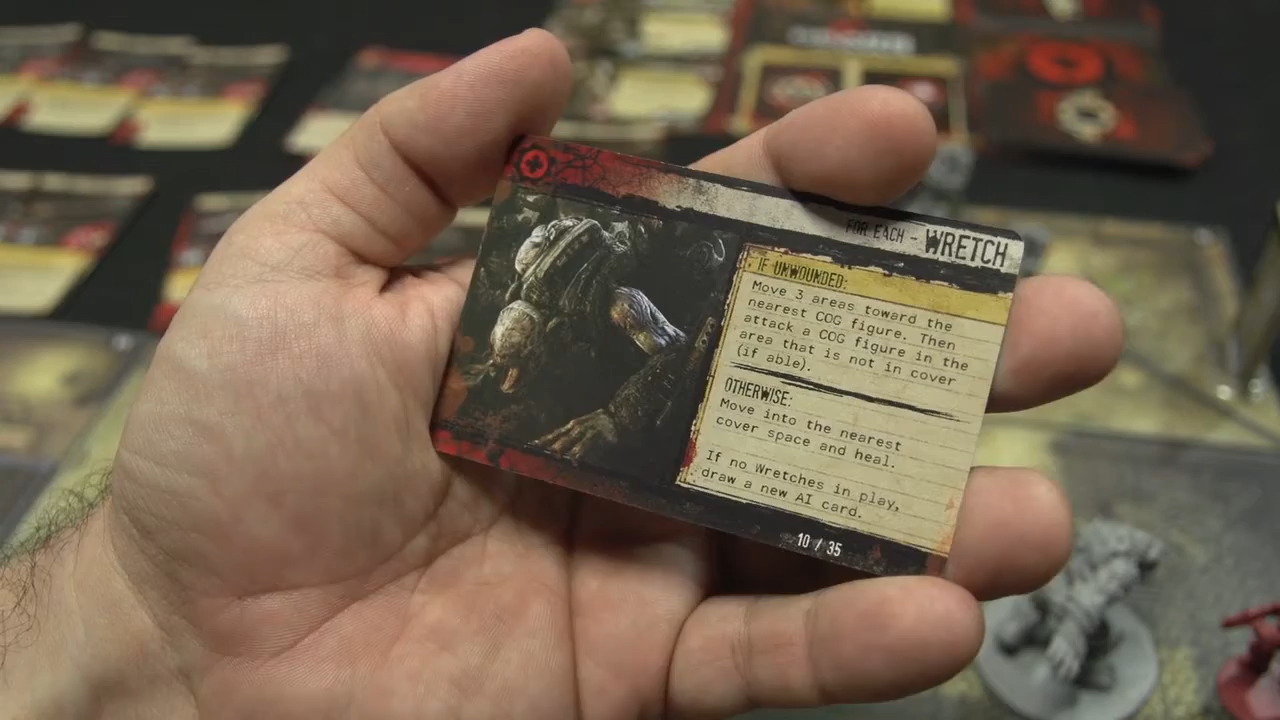 FOR EACH - WRETCH
IF UNWOUNDED:
Move 3 areas toward the
nearest COG figure. Then
attack a COG figure in the
area that is not in cover
(if able).
OTHERWISE:
Move into the nearest
cover space and heal.
If no Wretches in play,
draw a new AI card.
10 / 35